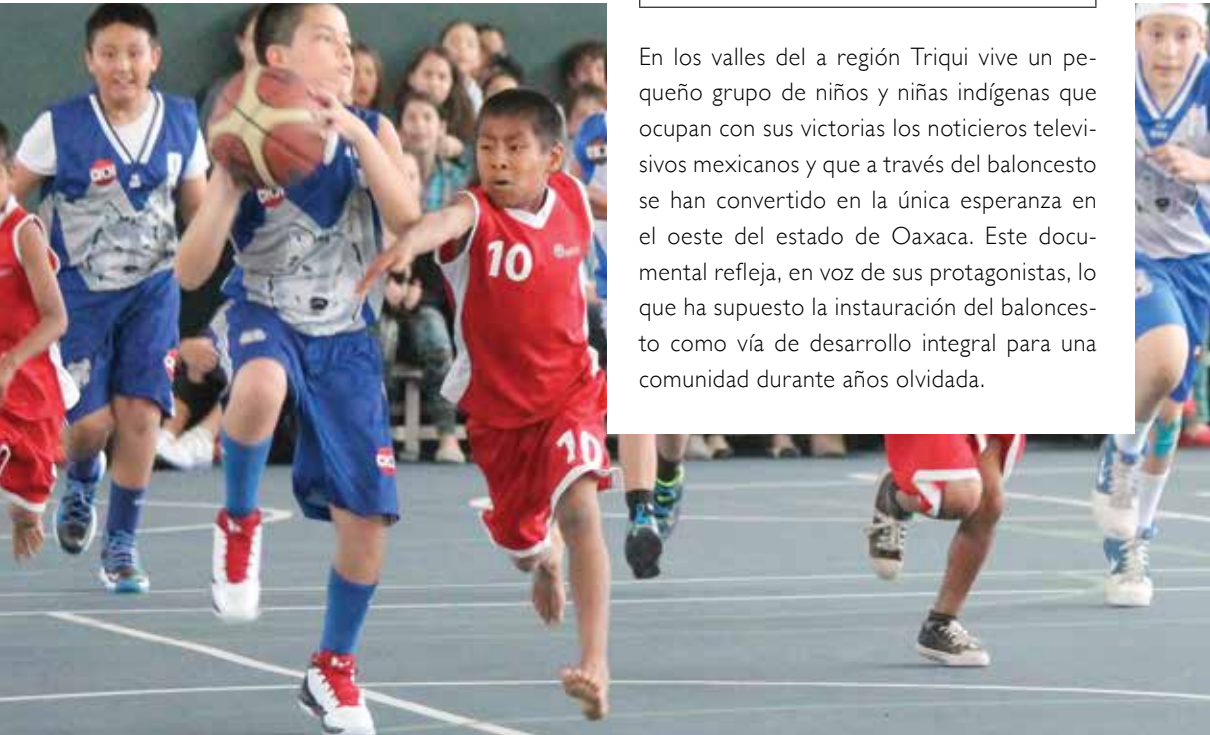 En los valles del a región Triqui vive un pe-
queño grupo de niños y niñas indígenas que
ocupan con sus victorias los noticieros televi-
sivos mexicanos y que a través del baloncesto
se han convertido en la única esperanza en
el oeste del estado de Oaxaca. Este docu-
mental refleja, en voz de sus protagonistas, lo
que ha supuesto la instauración del balonces-
to como vía de desarrollo integral para una
comunidad durante años olvidada.
10
10